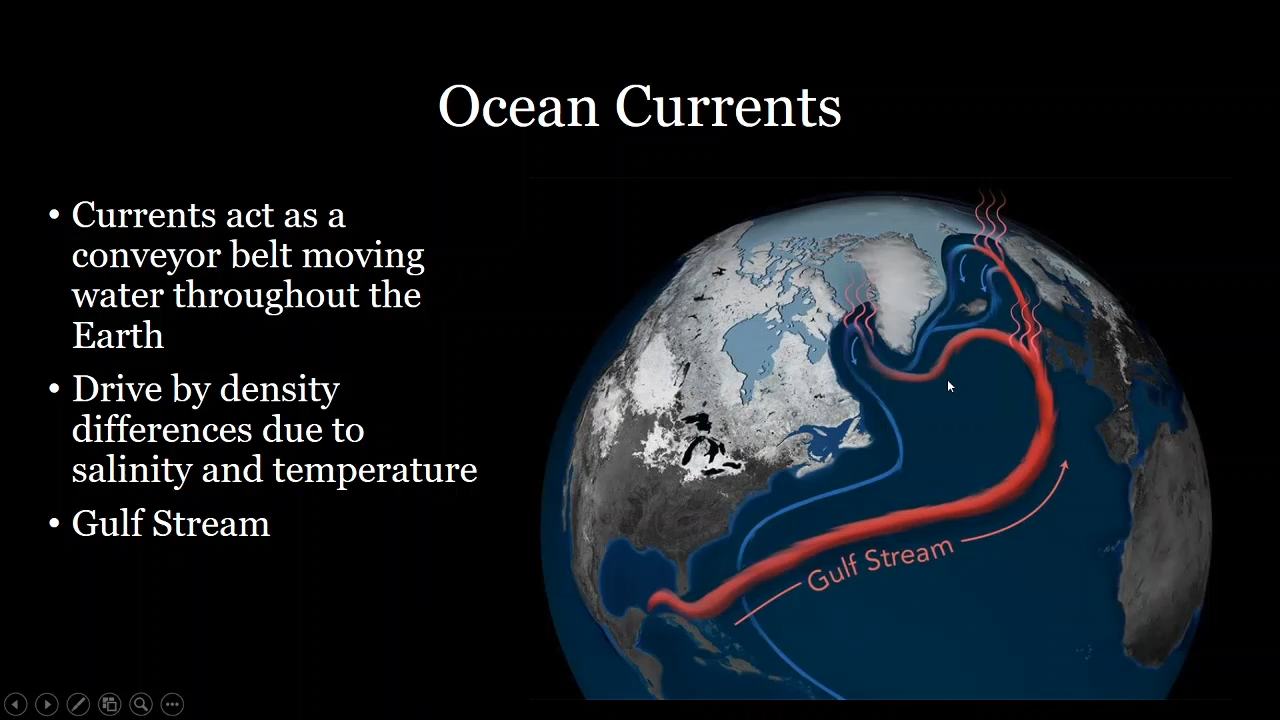 Ocean Currents
• Currents act as a
conveyor belt moving
water throughout the
Earth
• Drive by density
differences due to
salinity and temperature
• Gulf Stream
Gulf Stream